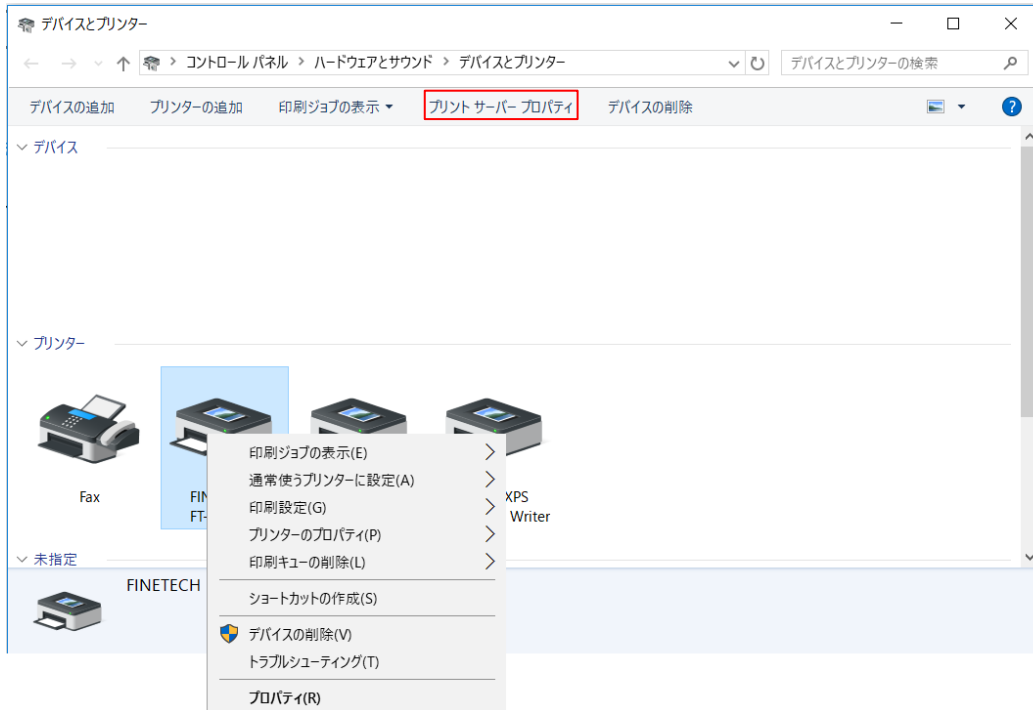 デバイスとプリンター
コントロール パネル > ハードウェアとサウンド > デバイスとプリンター
デバイスとプリンターの検索
デバイスの追加 プリンターの追加 印刷ジョブの表示 プリント サーバー プロパティ デバイスの削除
デバイス
プリンター
Fax
FIN
FT-
XPS
Writer
印刷ジョブの表示(E)
通常使うプリンターに設定(A)
印刷設定(G)
プリンターのプロパティ(P)
印刷キューの削除(L)
ショートカットの作成(S)
デバイスの削除(V)
トラブルシューティング(T)
プロパティ(R)
未指定
FINETECH